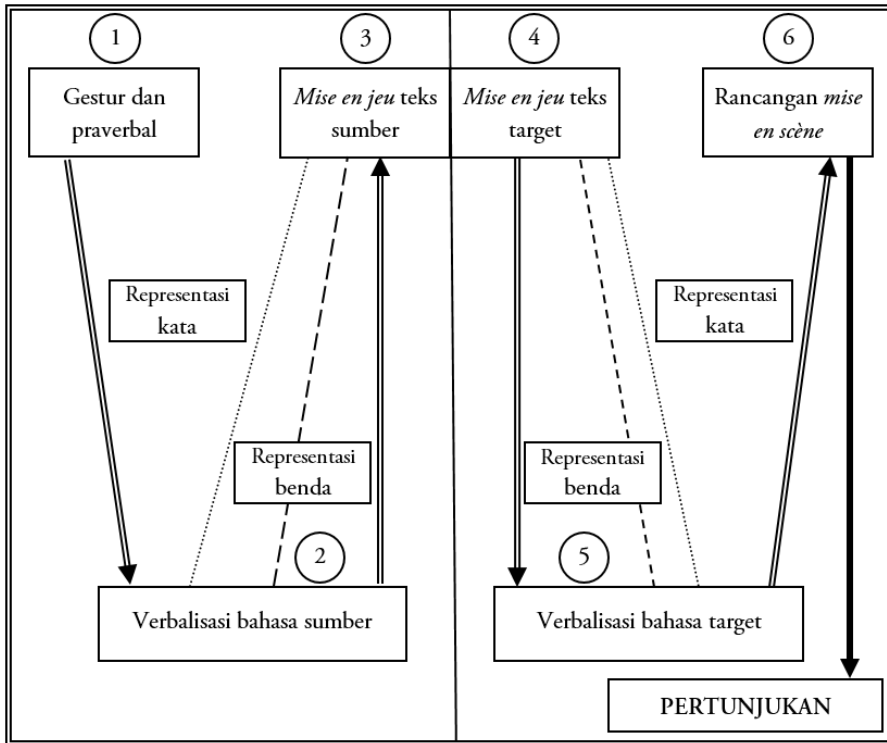 1
3
4
6
Gestur dan
praverbal
Mise en jeu teks
sumber
Mise en jeu teks
target
Rancangan mise
en scène
Representasi
kata
Representasi
kata
Representasi
benda
Representasi
benda
2
5
Verbalisasi bahasa sumber
Verbalisasi bahasa target
PERTUNJUKAN